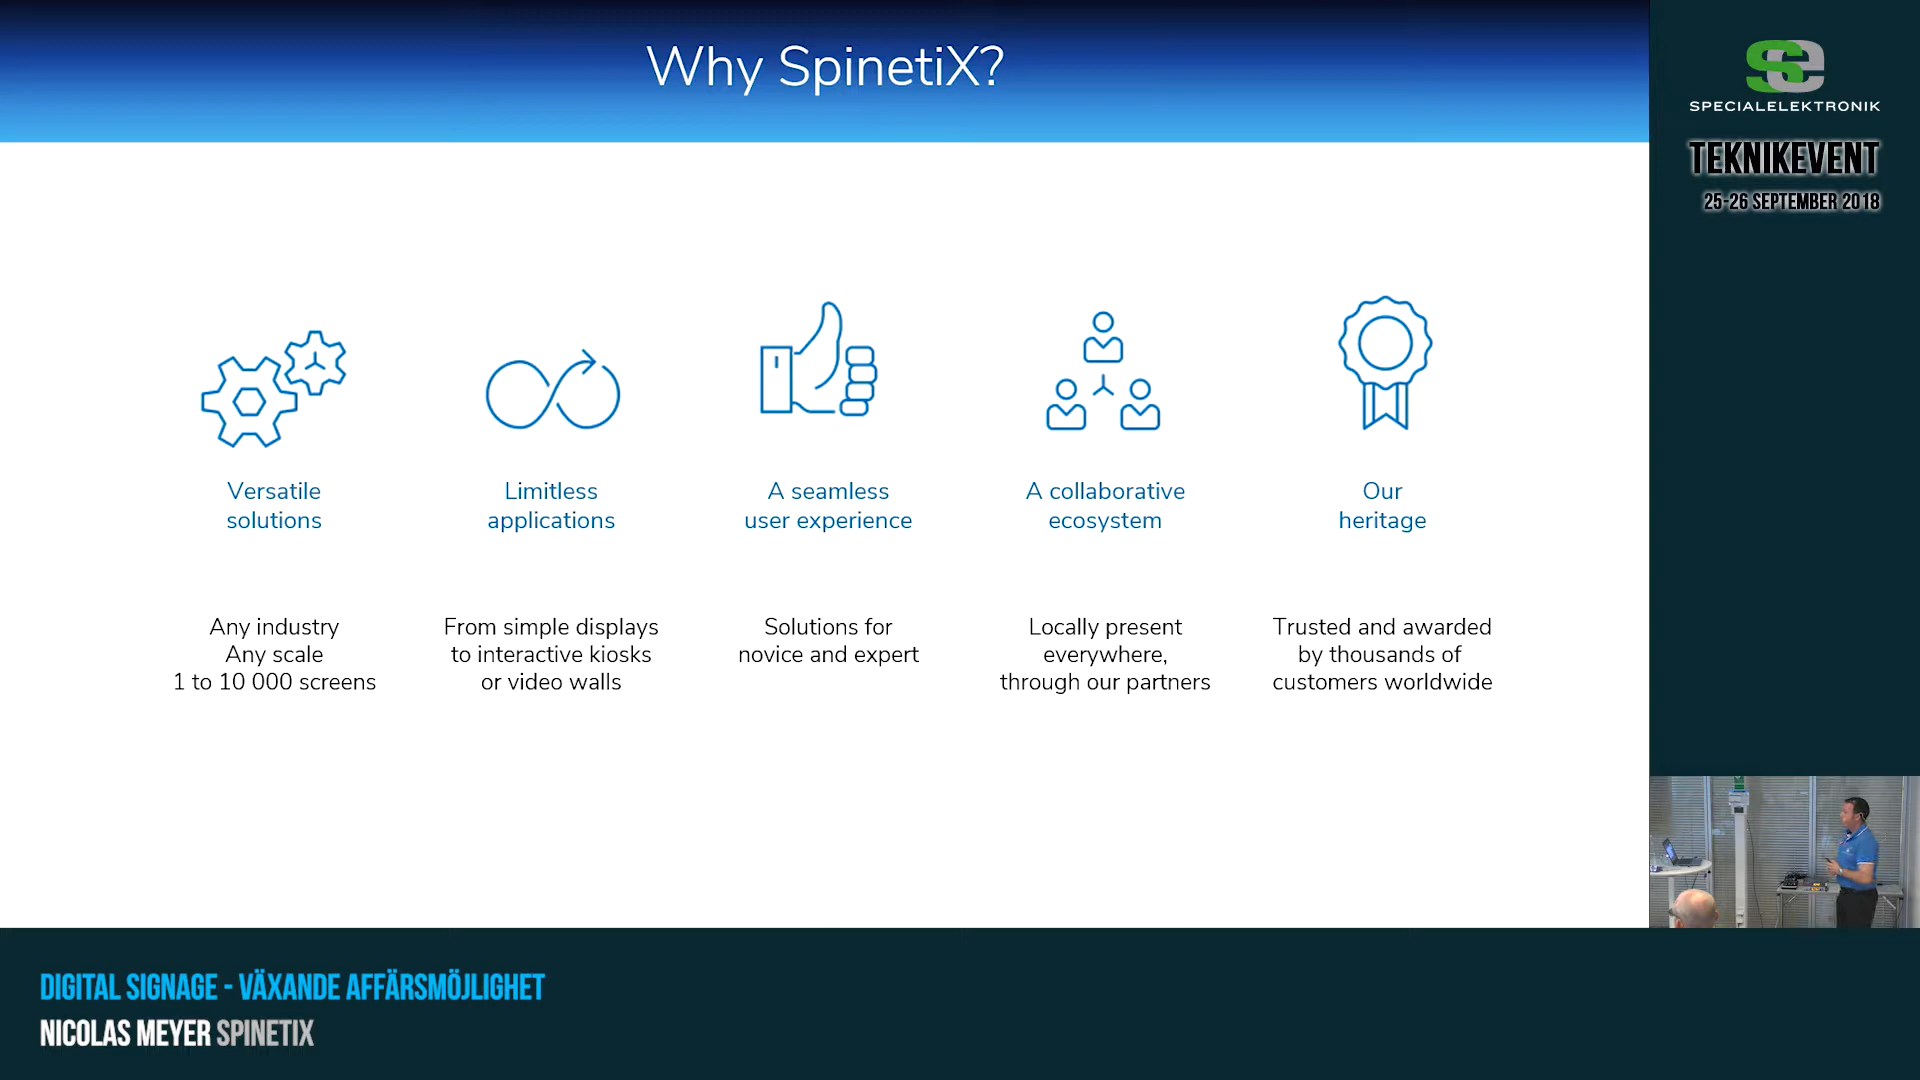 Why SpinetiX?
Versatile
solutions
Any industry
Any scale
1 to 10 000 screens
Limitless
applications
From simple displays
to interactive kiosks
or video walls
A seamless
user experience
Solutions for
novice and expert
A collaborative
ecosystem
Locally present
everywhere,
through our partners
Our
heritage
Trusted and awarded
by thousands of
customers worldwide
se
SPECIALELEKTRONIK
TEKNIKEVENT
25-26 SEPTEMBER 2018
DIGITAL SIGNAGE - VÄXANDE AFFÄRSMÖJLIGHET
NICOLAS MEYER SPINETIX